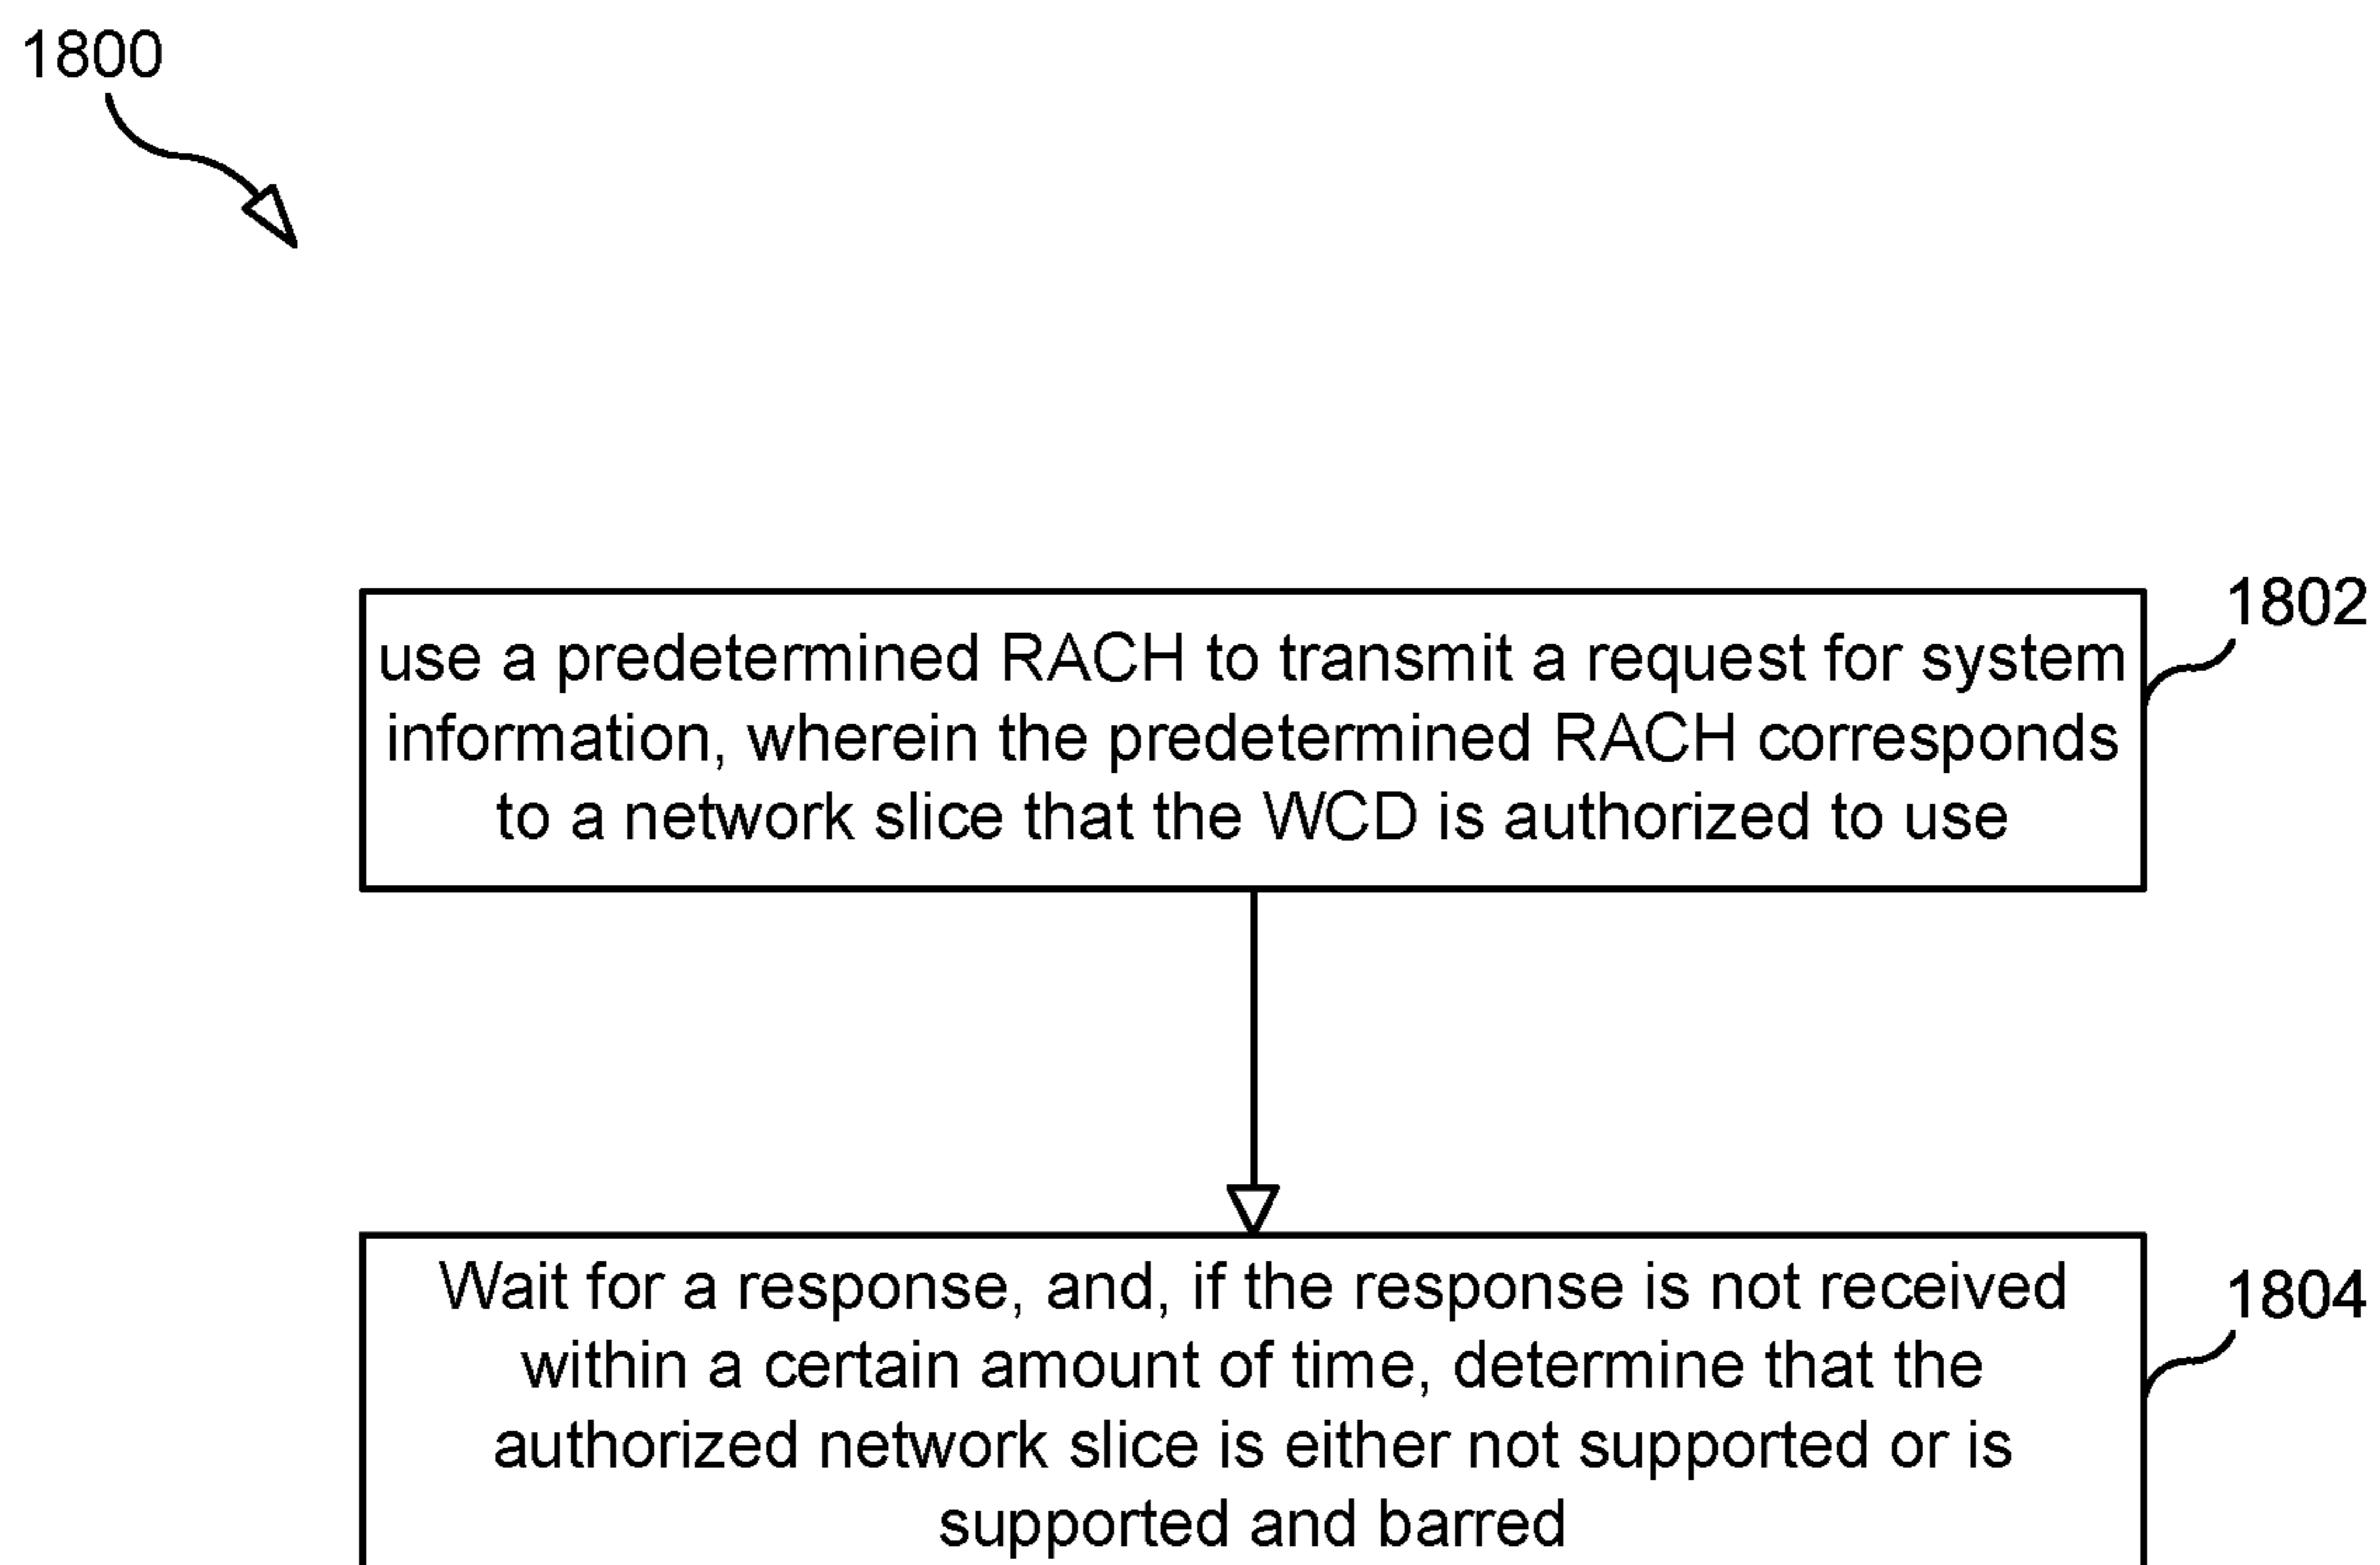 1800
1802
use a predetermined RACH to transmit a request for system
information, wherein the predetermined RACH corresponds
to a network slice that the WCD is authorized to use
1804
Wait for a response, and, if the response is not received
within a certain amount of time, determine that the
authorized network slice is either not supported or is
supported and barred